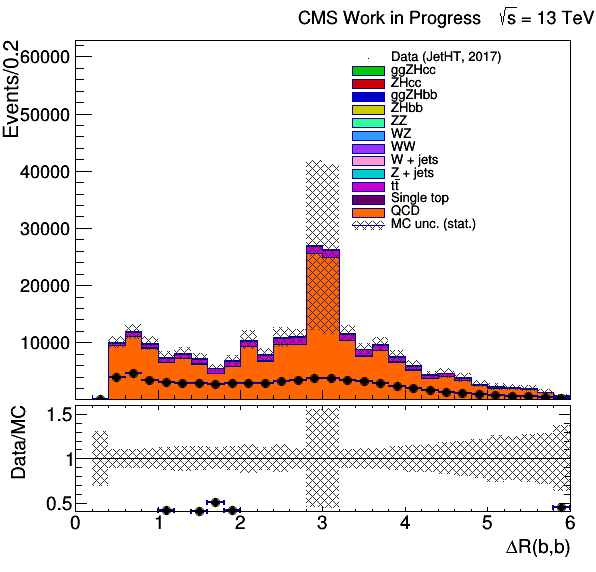 CMS Work in Progress √s = 13 TeV
Events/0.2
60000
50000
40000
30000
20000
10000
Data (JetHT, 2017)
ggZHcc
ZHcc
ggZHbb
ZHbb
ZZ
WZ
WW
W + jets
Z + jets
tt̄
Single top
QCD
MC unc. (stat.)
Data/MC
1.5
1
0.5
0 1 2 3 4 5 6
ΔR(b,b)